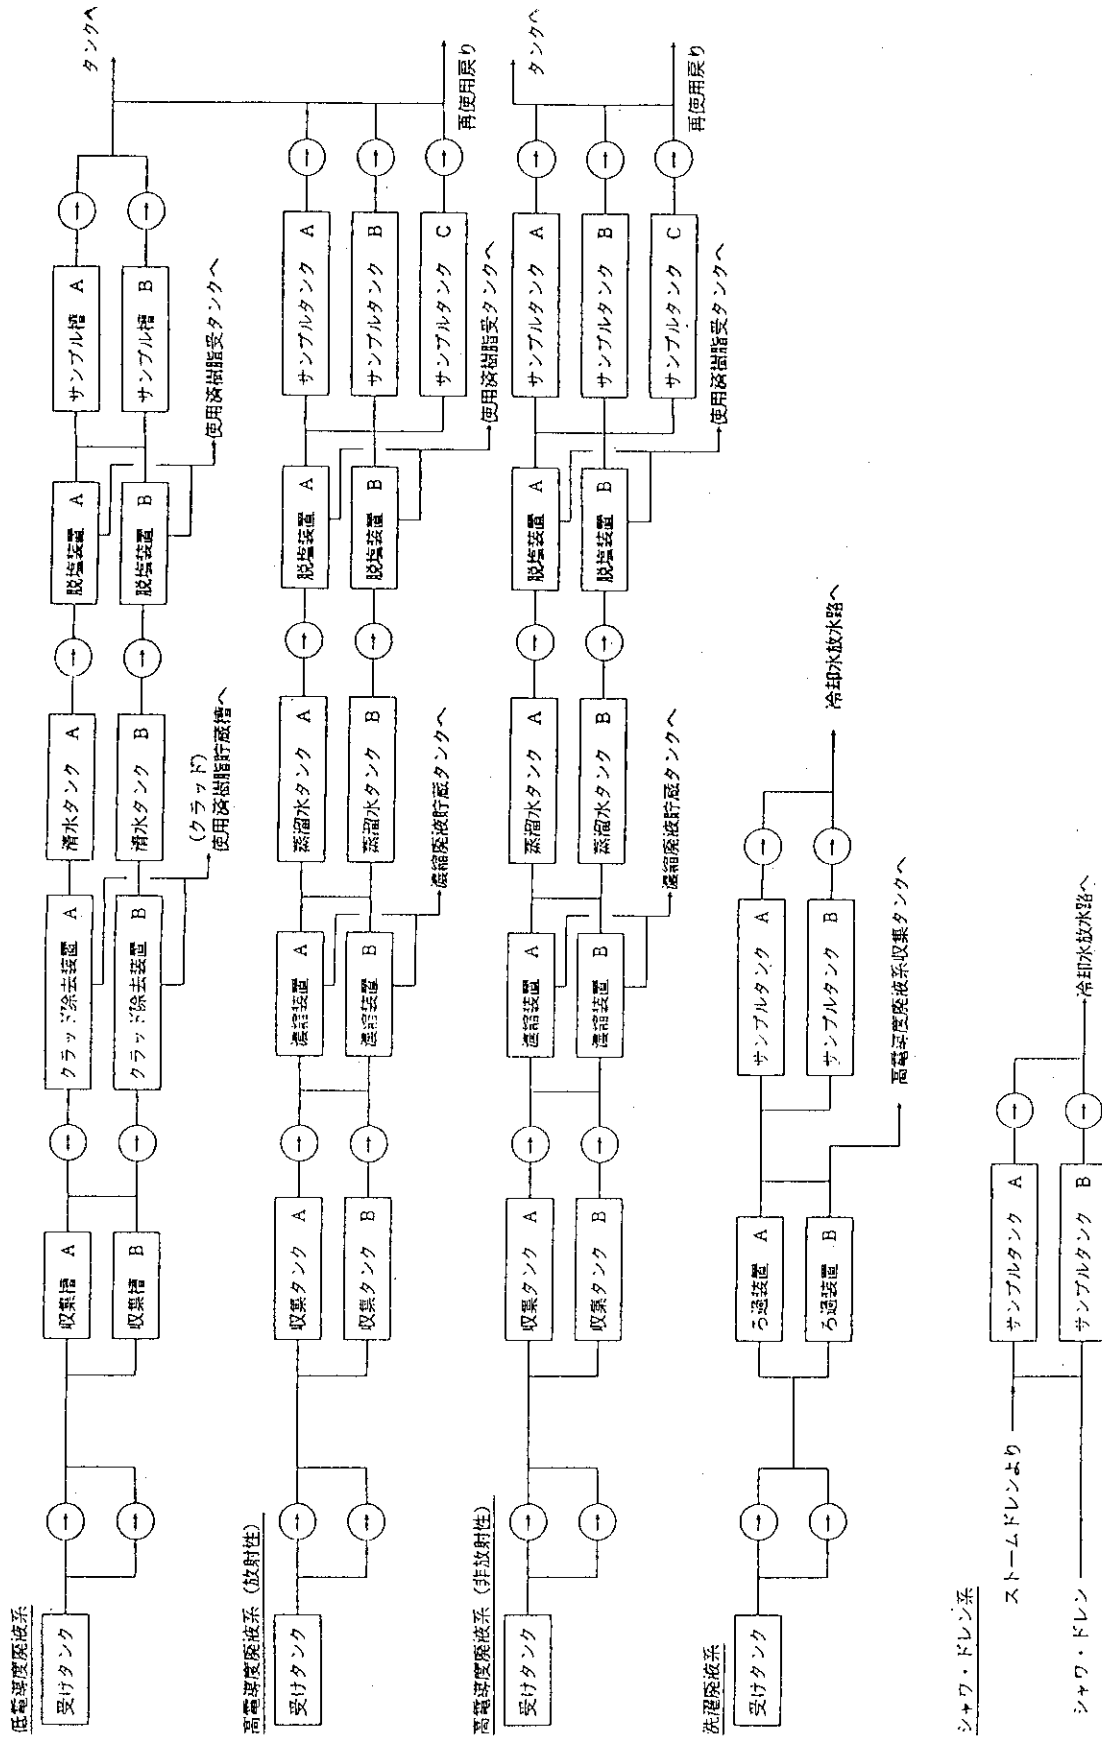 低電導度廃液系
受けタンク
収集槽 A
収集槽 B
クラッド除去装置 A
クラッド除去装置 B
(クラッド)
使用済樹脂貯蔵槽へ
清水タンク A
清水タンク B
脱塩装置 A
脱塩装置 B
使用済樹脂受タンクへ
サンプル槽 A
サンプル槽 B
タンクへ
高電導度廃液系 (放射性)
受けタンク
収集タンク A
収集タンク B
濃縮装置 A
濃縮装置 B
濃縮廃液貯蔵タンクへ
蒸溜水タンク A
蒸溜水タンク B
脱塩装置 A
脱塩装置 B
使用済樹脂受タンクへ
サンプルタンク A
サンプルタンク B
サンプルタンク C
再使用戻り
高電導度廃液系 (非放射性)
受けタンク
収集タンク A
収集タンク B
濃縮装置 A
濃縮装置 B
濃縮廃液貯蔵タンクへ
蒸溜水タンク A
蒸溜水タンク B
脱塩装置 A
脱塩装置 B
使用済樹脂受タンクへ
サンプルタンク A
サンプルタンク B
サンプルタンク C
タンクへ
再使用戻り
洗濯廃液系
受けタンク
ろ過装置 A
ろ過装置 B
高電導度廃液系収集タンクへ
サンプルタンク A
サンプルタンク B
冷却水放水路へ
シャワ・ドレン系
ストームドレンより
シャワ・ドレン
サンプルタンク A
サンプルタンク B
冷却水放水路へ